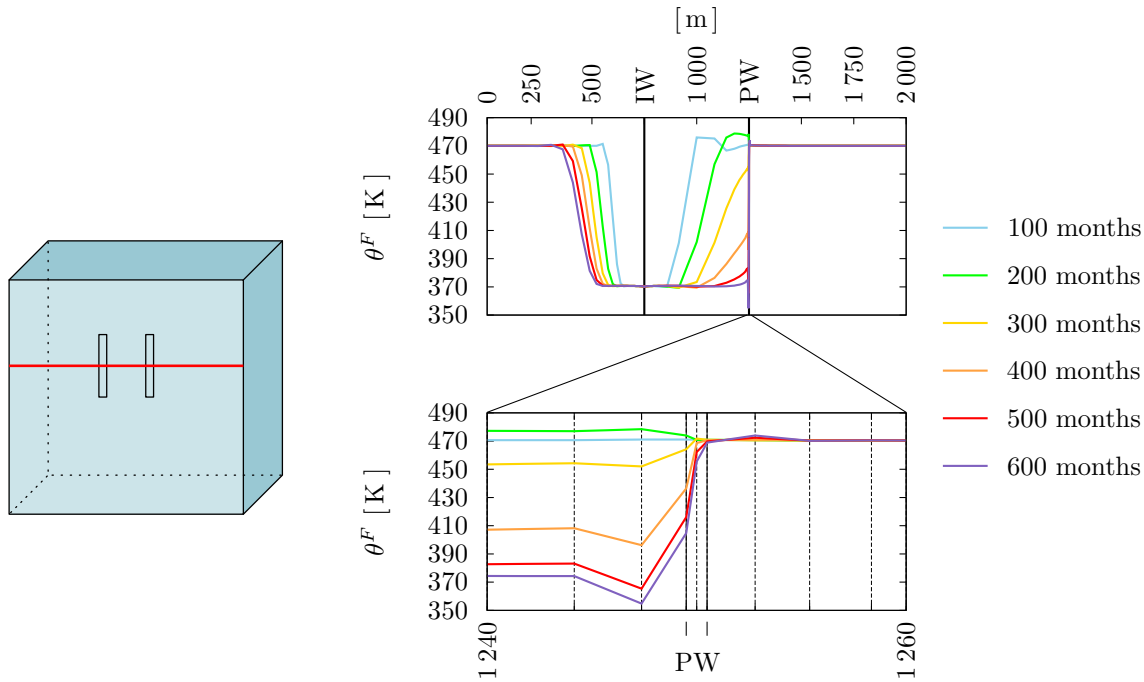 [ m ]
0 250 500 IW 1 000 PW 1 500 1 750 2 000
490
470
450
430
410
390
370
350
θ^F [ K ]
100 months
200 months
300 months
400 months
500 months
600 months
490
470
450
430
410
390
370
350
θ^F [ K ]
1 240 1 260
PW